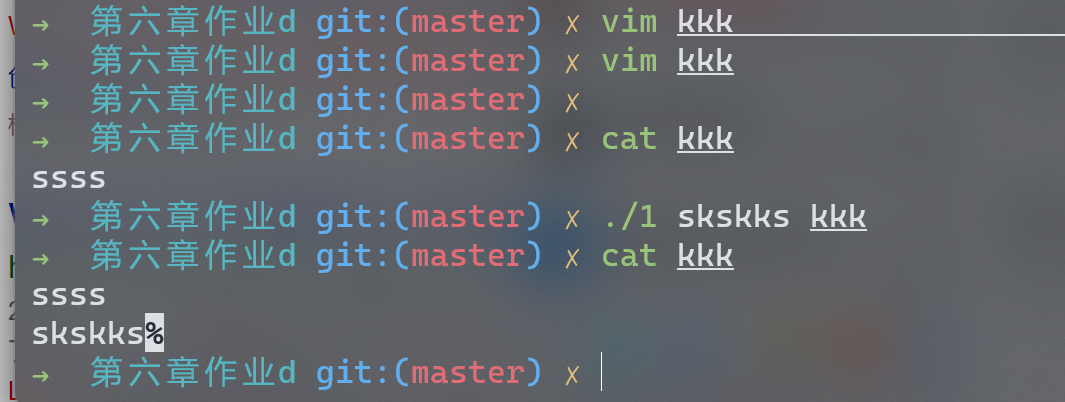 → 第六章作业d git:(master) ✗ vim kkk
→ 第六章作业d git:(master) ✗ vim kkk
→ 第六章作业d git:(master) ✗
→ 第六章作业d git:(master) ✗ cat kkk
ssss
→ 第六章作业d git:(master) ✗ ./1 skskks kkk
→ 第六章作业d git:(master) ✗ cat kkk
ssss
skskks%
→ 第六章作业d git:(master) ✗